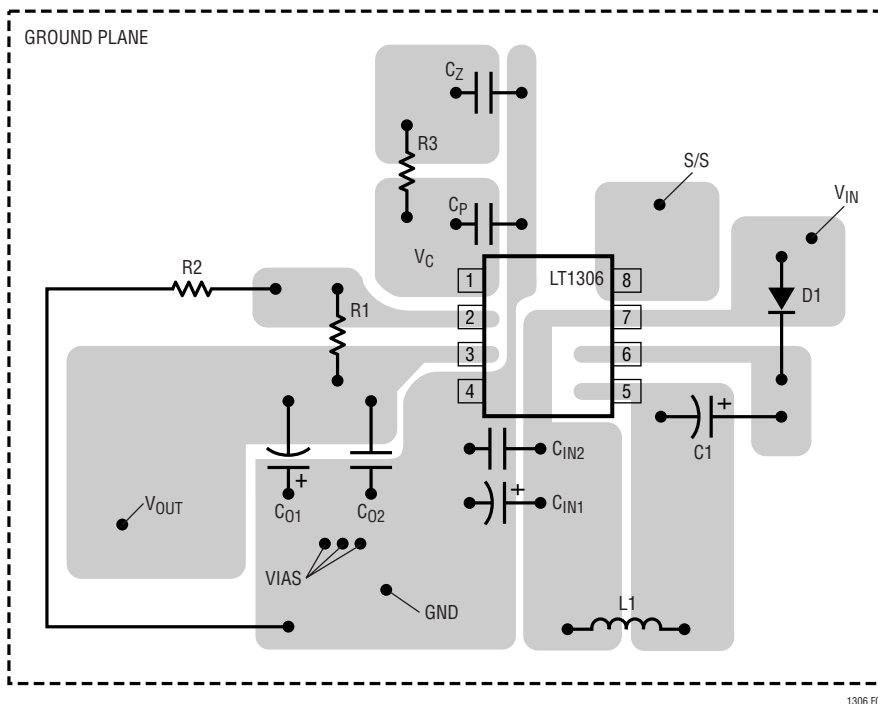 GROUND PLANE
CZ
R3
S/S
VIN
CP
VC
R2
LT1306
D1
R1
1
8
2
7
3
6
4
5
+
C1
CIN2
+
CIN1
+
CO1
CO2
VOUT
VIAS
GND
L1